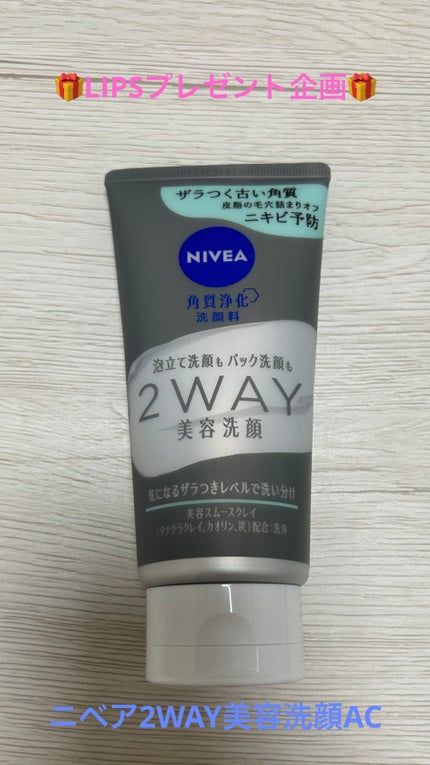 🎁LIPSプレゼント企画🎁
ザラつく古い角質
皮脂の毛穴詰まりオフ
ニキビ予防
NIVEA
角質浄化
洗顔料
泡立て洗顔も パック洗顔も
2WAY
美容洗顔
気になるザラつきレベルで洗い分け
美容スムースクレイ
(タナクラクレイ、カオリン、炭)配合:洗浄
ニベア2WAY美容洗顔AC